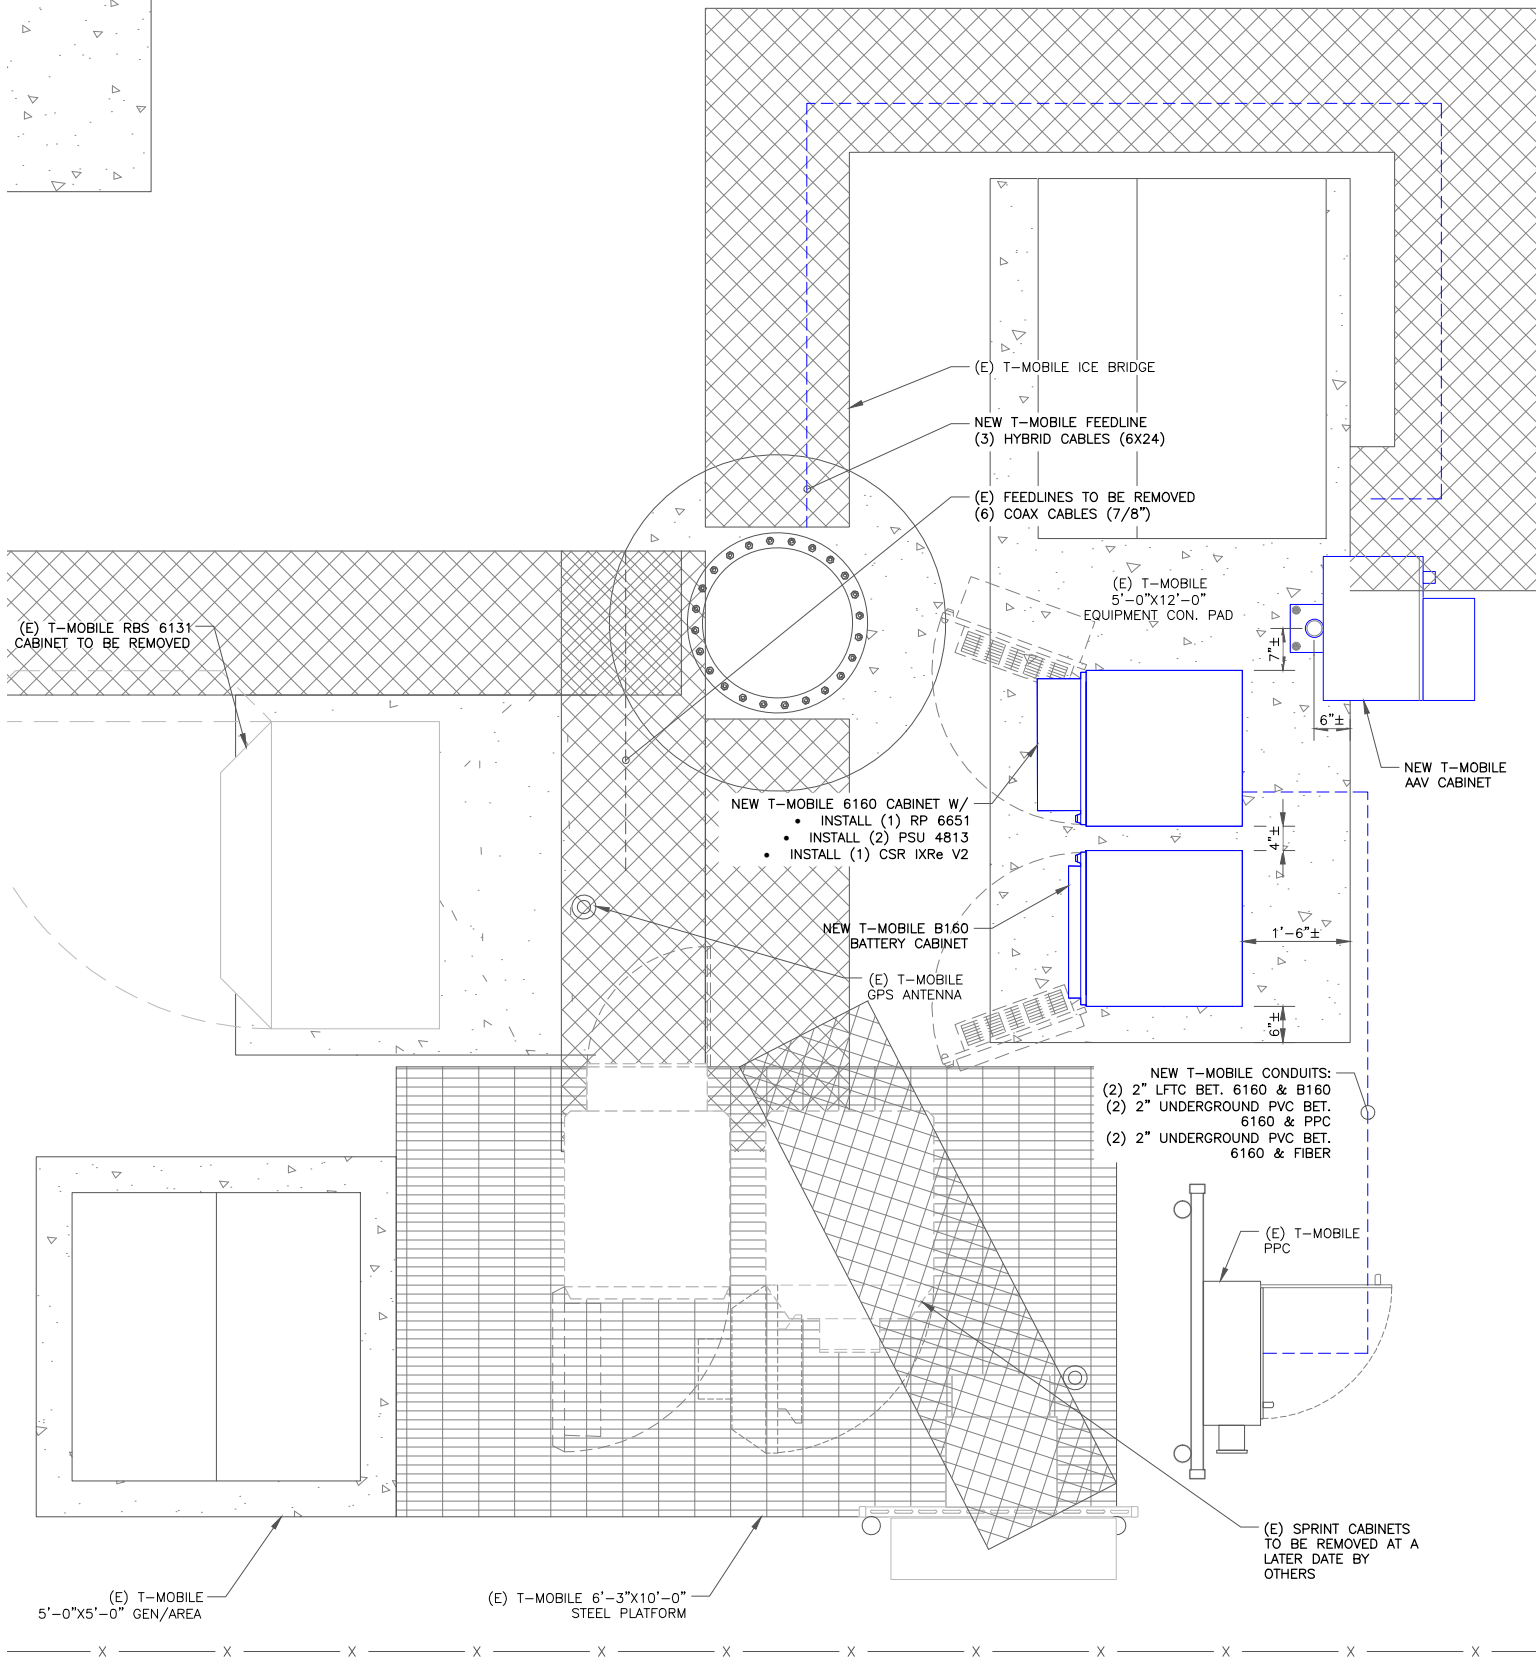 (E) T-MOBILE ICE BRIDGE
NEW T-MOBILE FEEDLINE
(3) HYBRID CABLES (6X24)
(E) FEEDLINES TO BE REMOVED
(6) COAX CABLES (7/8")
(E) T-MOBILE
5'-0"X12'-0"
EQUIPMENT CON. PAD
(E) T-MOBILE RBS 6131
CABINET TO BE REMOVED
7"±
6"±
NEW T-MOBILE
AAV CABINET
NEW T-MOBILE 6160 CABINET W/
• INSTALL (1) RP 6651
• INSTALL (2) PSU 4813
• INSTALL (1) CSR IXRe V2
4"±
NEW T-MOBILE B160
BATTERY CABINET
1'-6"±
(E) T-MOBILE
GPS ANTENNA
6"±
NEW T-MOBILE CONDUITS:
(2) 2" LFTC BET. 6160 & B160
(2) 2" UNDERGROUND PVC BET.
6160 & PPC
(2) 2" UNDERGROUND PVC BET.
6160 & FIBER
(E) T-MOBILE
PPC
(E) SPRINT CABINETS
TO BE REMOVED AT A
LATER DATE BY
OTHERS
(E) T-MOBILE
5'-0"X5'-0" GEN/AREA
(E) T-MOBILE 6'-3"X10'-0"
STEEL PLATFORM
X X X X X X X X X X X X